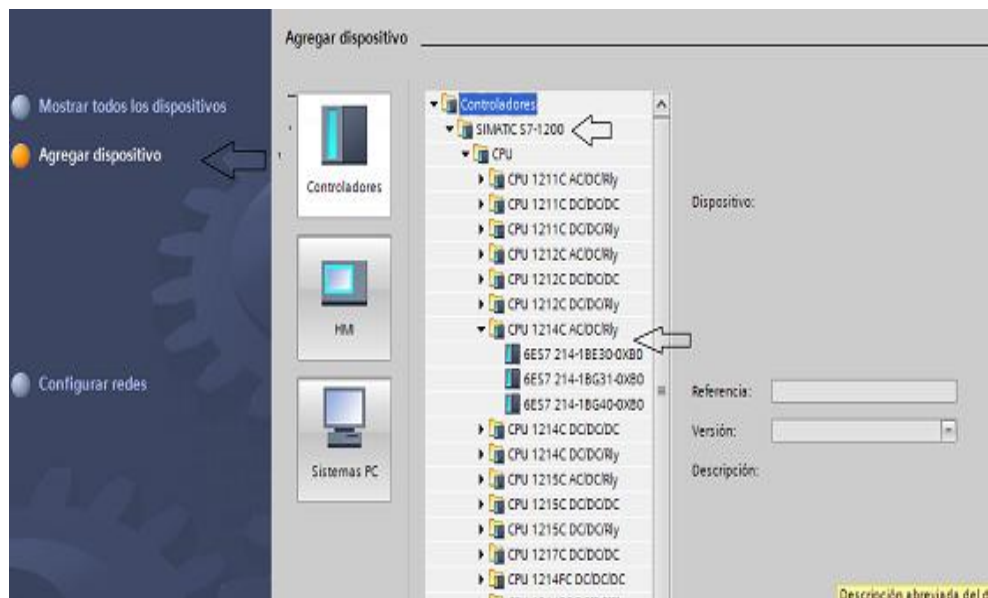 Agregar dispositivo
Mostrar todos los dispositivos
Agregar dispositivo
Configurar redes
Controladores
HMI
Sistemas PC
Controladores
SIMATIC S7-1200
CPU
CPU 1211C AC/DC/Rly
CPU 1211C DC/DC/DC
CPU 1211C DC/DC/Rly
CPU 1212C AC/DC/Rly
CPU 1212C DC/DC/DC
CPU 1212C DC/DC/Rly
CPU 1214C AC/DC/Rly
6ES7 214-1BE30-0XB0
6ES7 214-1BG31-0XB0
6ES7 214-1BG40-0XB0
CPU 1214C DC/DC/DC
CPU 1214C DC/DC/Rly
CPU 1215C AC/DC/Rly
CPU 1215C DC/DC/DC
CPU 1215C DC/DC/Rly
CPU 1217C DC/DC/DC
CPU 1214FC DC/DC/DC
Dispositivo:
Referencia:
Versión:
Descripción:
Descripción abreviada del d